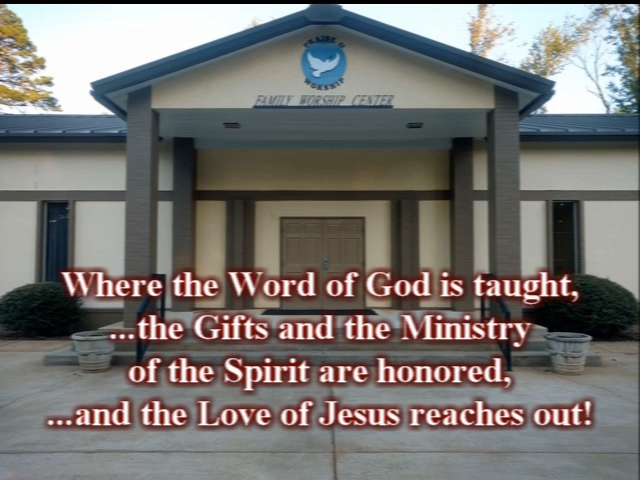 PRAISE &
WORSHIP
FAMILY WORSHIP CENTER
Where the Word of God is taught,
...the Gifts and the Ministry
of the Spirit are honored,
...and the Love of Jesus reaches out!